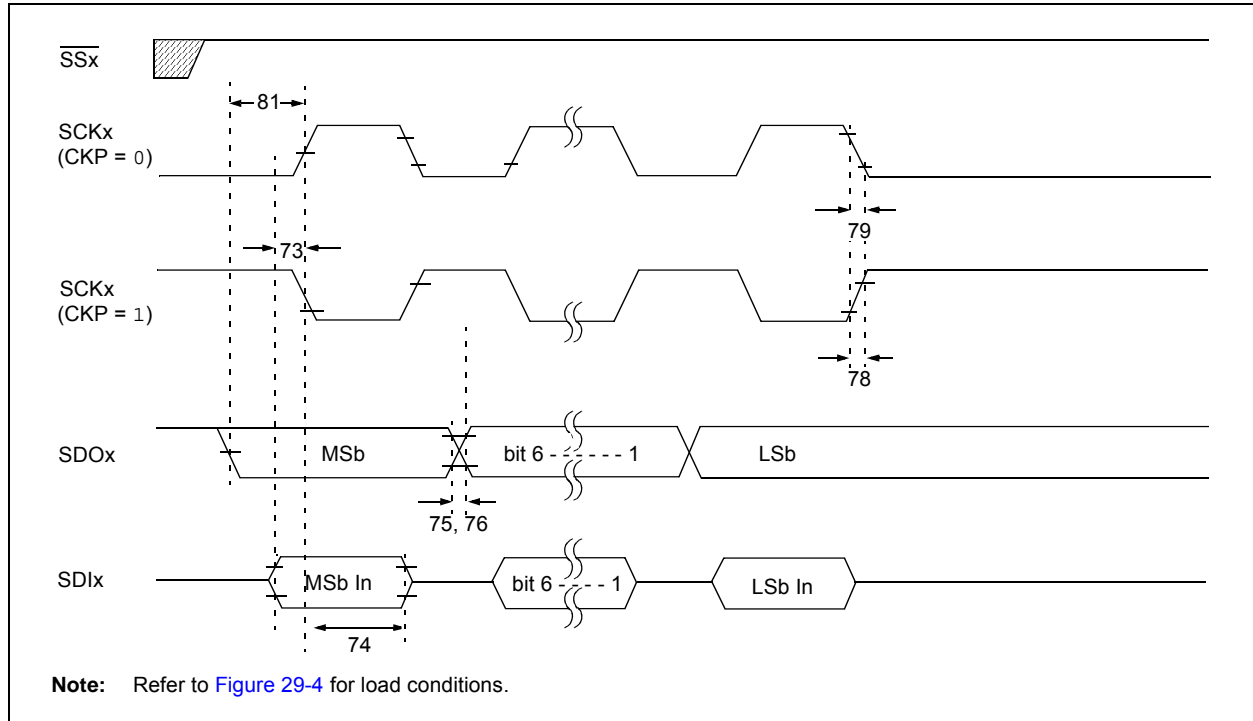 SSx
81
SCKx
(CKP = 0)
79
73
SCKx
(CKP = 1)
78
SDOx
MSb
bit 6 - - - - - - 1
LSb
75, 76
SDIx
MSb In
bit 6 - - - - - 1
LSb In
74
Note: Refer to Figure 29-4 for load conditions.